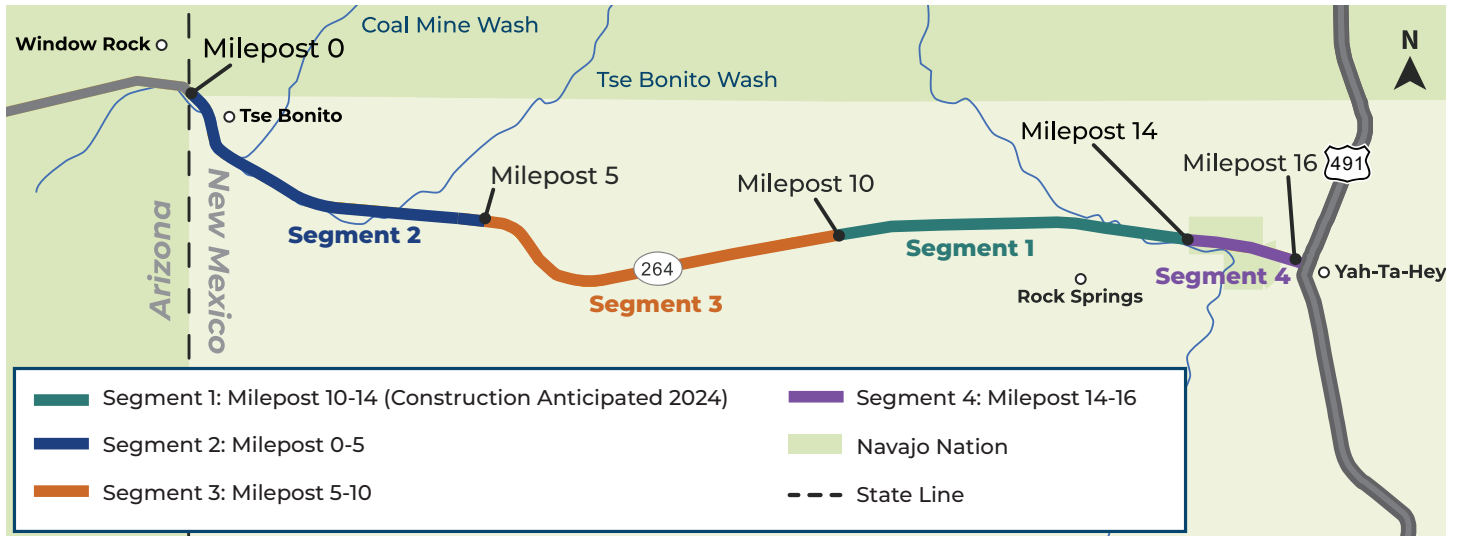 Coal Mine Wash
N
Window Rock
Milepost 0
Tse Bonito Wash
Tse Bonito
Milepost 14
Milepost 16
491
Milepost 5
Milepost 10
Arizona
New Mexico
Segment 2
Segment 1
264
Segment 4
Yah-Ta-Hey
Segment 3
Rock Springs
Segment 1: Milepost 10-14 (Construction Anticipated 2024)
Segment 2: Milepost 0-5
Segment 3: Milepost 5-10
Segment 4: Milepost 14-16
Navajo Nation
State Line